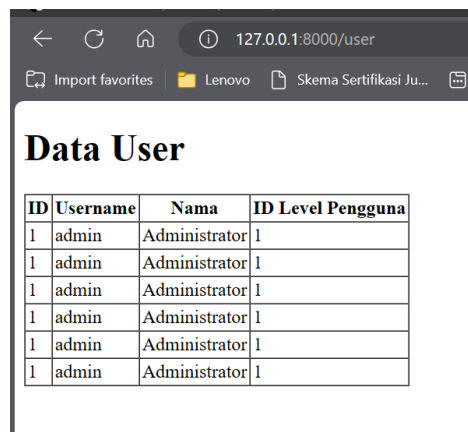 127.0.0.1:8000/user
Import favorites Lenovo Skema Sertifikasi Ju...
Data User
ID Username Nama ID Level Pengguna
1 admin Administrator 1
1 admin Administrator 1
1 admin Administrator 1
1 admin Administrator 1
1 admin Administrator 1
1 admin Administrator 1